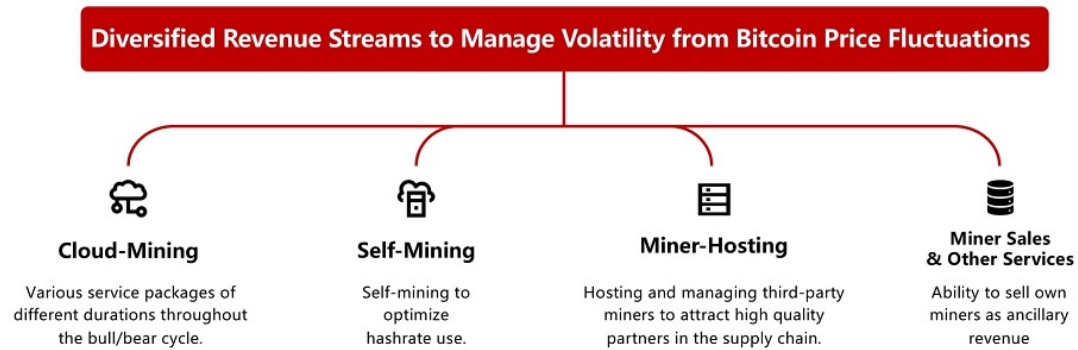 Diversified Revenue Streams to Manage Volatility from Bitcoin Price Fluctuations
Cloud-Mining
Various service packages of
different durations throughout
the bull/bear cycle.
Self-Mining
Self-mining to
optimize
hashrate use.
Miner-Hosting
Hosting and managing third-party
miners to attract high quality
partners in the supply chain.
Miner Sales
& Other Services
Ability to sell own
miners as ancillary
revenue